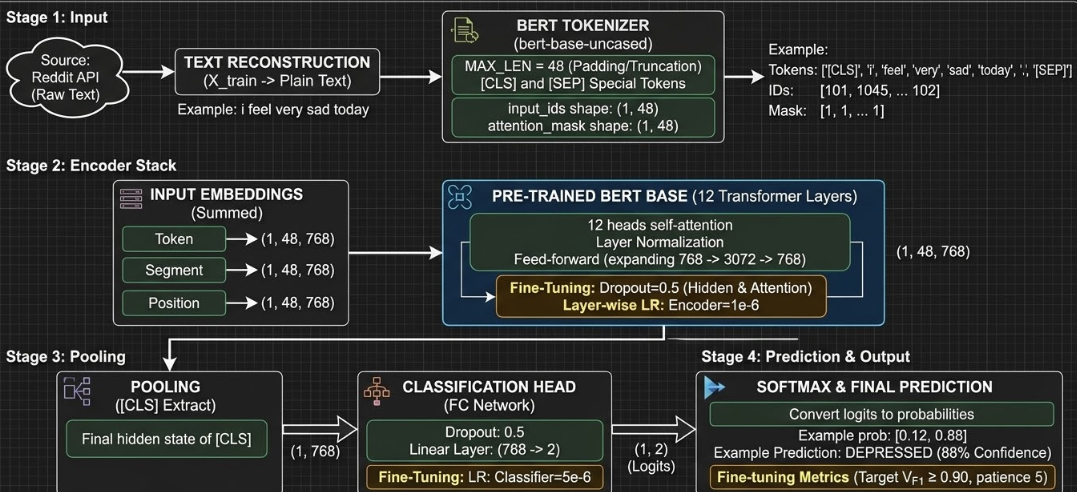 Stage 1: Input
Source:
Reddit API
(Raw Text)
TEXT RECONSTRUCTION
(X_train -> Plain Text)
Example: i feel very sad today
BERT TOKENIZER
(bert-base-uncased)
MAX_LEN = 48 (Padding/Truncation)
[CLS] and [SEP] Special Tokens
input_ids shape: (1, 48)
attention_mask shape: (1, 48)
Example:
Tokens: ['[CLS]', 'i', 'feel', 'very', 'sad', 'today', '.', '[SEP]']
IDs: [101, 1045, ... 102]
Mask: [1, 1, ... 1]
Stage 2: Encoder Stack
INPUT EMBEDDINGS
(Summed)
Token (1, 48, 768)
Segment (1, 48, 768)
Position (1, 48, 768)
PRE-TRAINED BERT BASE (12 Transformer Layers)
12 heads self-attention
Layer Normalization
Feed-forward (expanding 768 -> 3072 -> 768)
Fine-Tuning: Dropout=0.5 (Hidden & Attention)
Layer-wise LR: Encoder=1e-6
(1, 48, 768)
Stage 3: Pooling
POOLING
([CLS] Extract)
Final hidden state of [CLS]
(1, 768)
CLASSIFICATION HEAD
(FC Network)
Dropout: 0.5
Linear Layer: (768 -> 2)
Fine-Tuning: LR: Classifier=5e-6
(1, 2)
(Logits)
Stage 4: Prediction & Output
SOFTMAX & FINAL PREDICTION
Convert logits to probabilities
Example prob: [0.12, 0.88]
Example Prediction: DEPRESSED (88% Confidence)
Fine-tuning Metrics (Target V_F1 ≥ 0.90, patience 5)